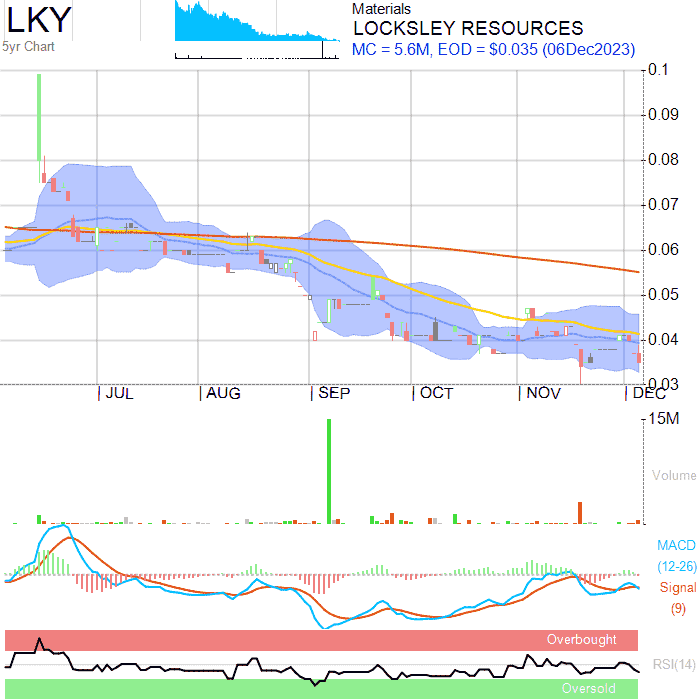 LKY
5yr Chart
Materials
LOCKSLEY RESOURCES
MC = 5.6M, EOD = $0.035 (06Dec2023)
0.1
0.09
0.08
0.07
0.06
0.05
0.04
0.03
JUL
AUG
SEP
OCT
NOV
DEC
15M
Volume
MACD
(12-26)
Signal
(9)
Overbought
RSI(14)
Oversold